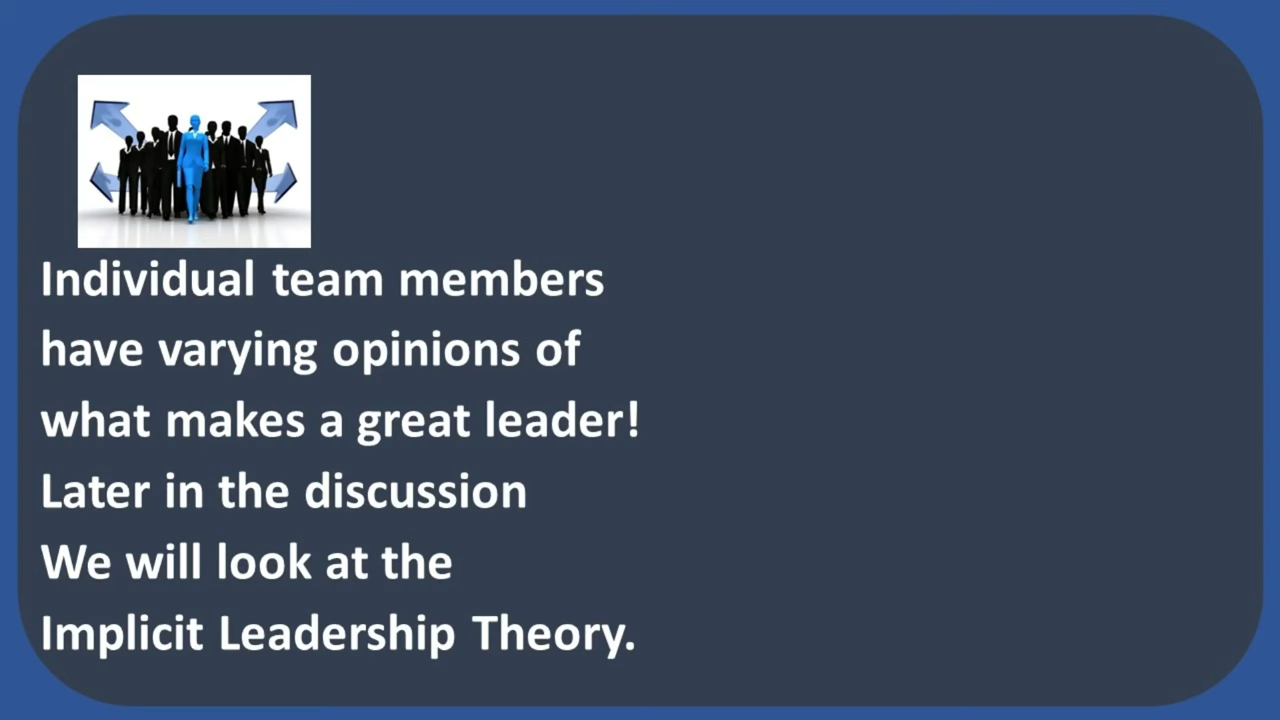 Individual team members
have varying opinions of
what makes a great leader!
Later in the discussion
We will look at the
Implicit Leadership Theory.